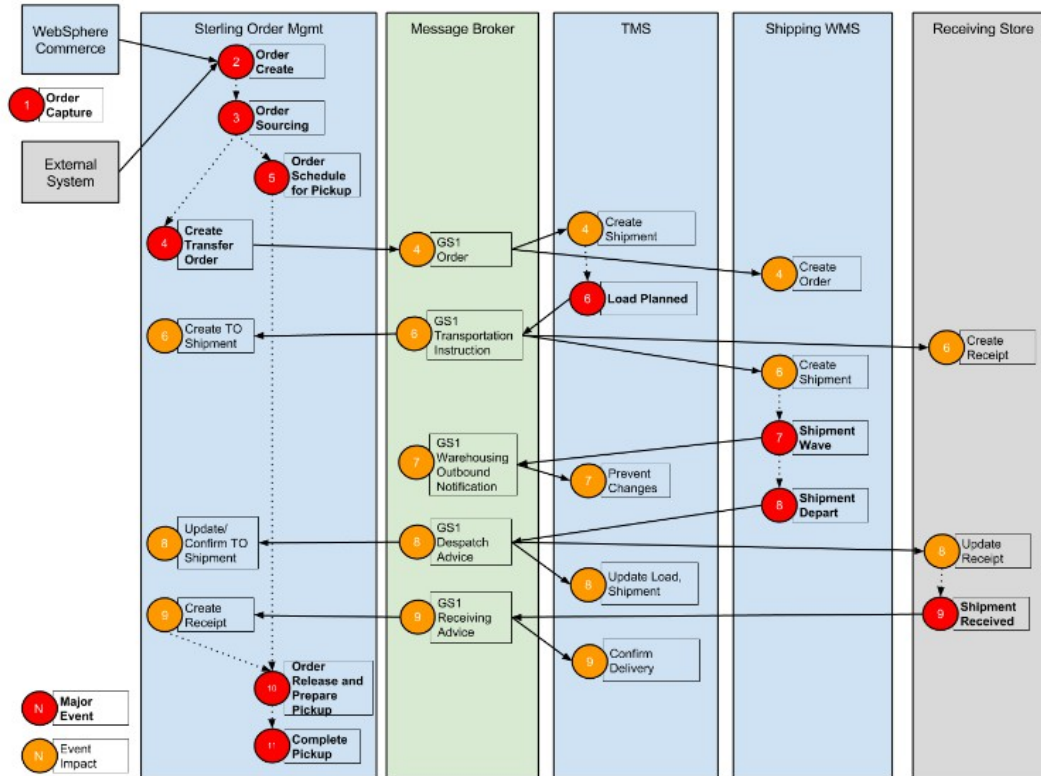 WebSphere
Commerce
Sterling Order Mgmt
Message Broker
TMS
Shipping WMS
Receiving Store
2
Order
Create
1
Order
Capture
3
Order
Sourcing
External
System
5
Order
Schedule
for Pickup
4
Create
Transfer
Order
4
GS1
Order
4
Create
Shipment
4
Create
Order
6
Load Planned
6
Create TO
Shipment
6
GS1
Transportation
Instruction
6
Create
Shipment
6
Create
Receipt
7
Shipment
Wave
7
GS1
Warehousing
Outbound
Notification
7
Prevent
Changes
8
Shipment
Depart
8
Update/
Confirm TO
Shipment
8
GS1
Despatch
Advice
8
Update Load,
Shipment
8
Update
Receipt
9
Create
Receipt
9
GS1
Receiving
Advice
9
Shipment
Received
9
Confirm
Delivery
10
Order
Release and
Prepare
Pickup
11
Complete
Pickup
N
Major
Event
N
Event
Impact